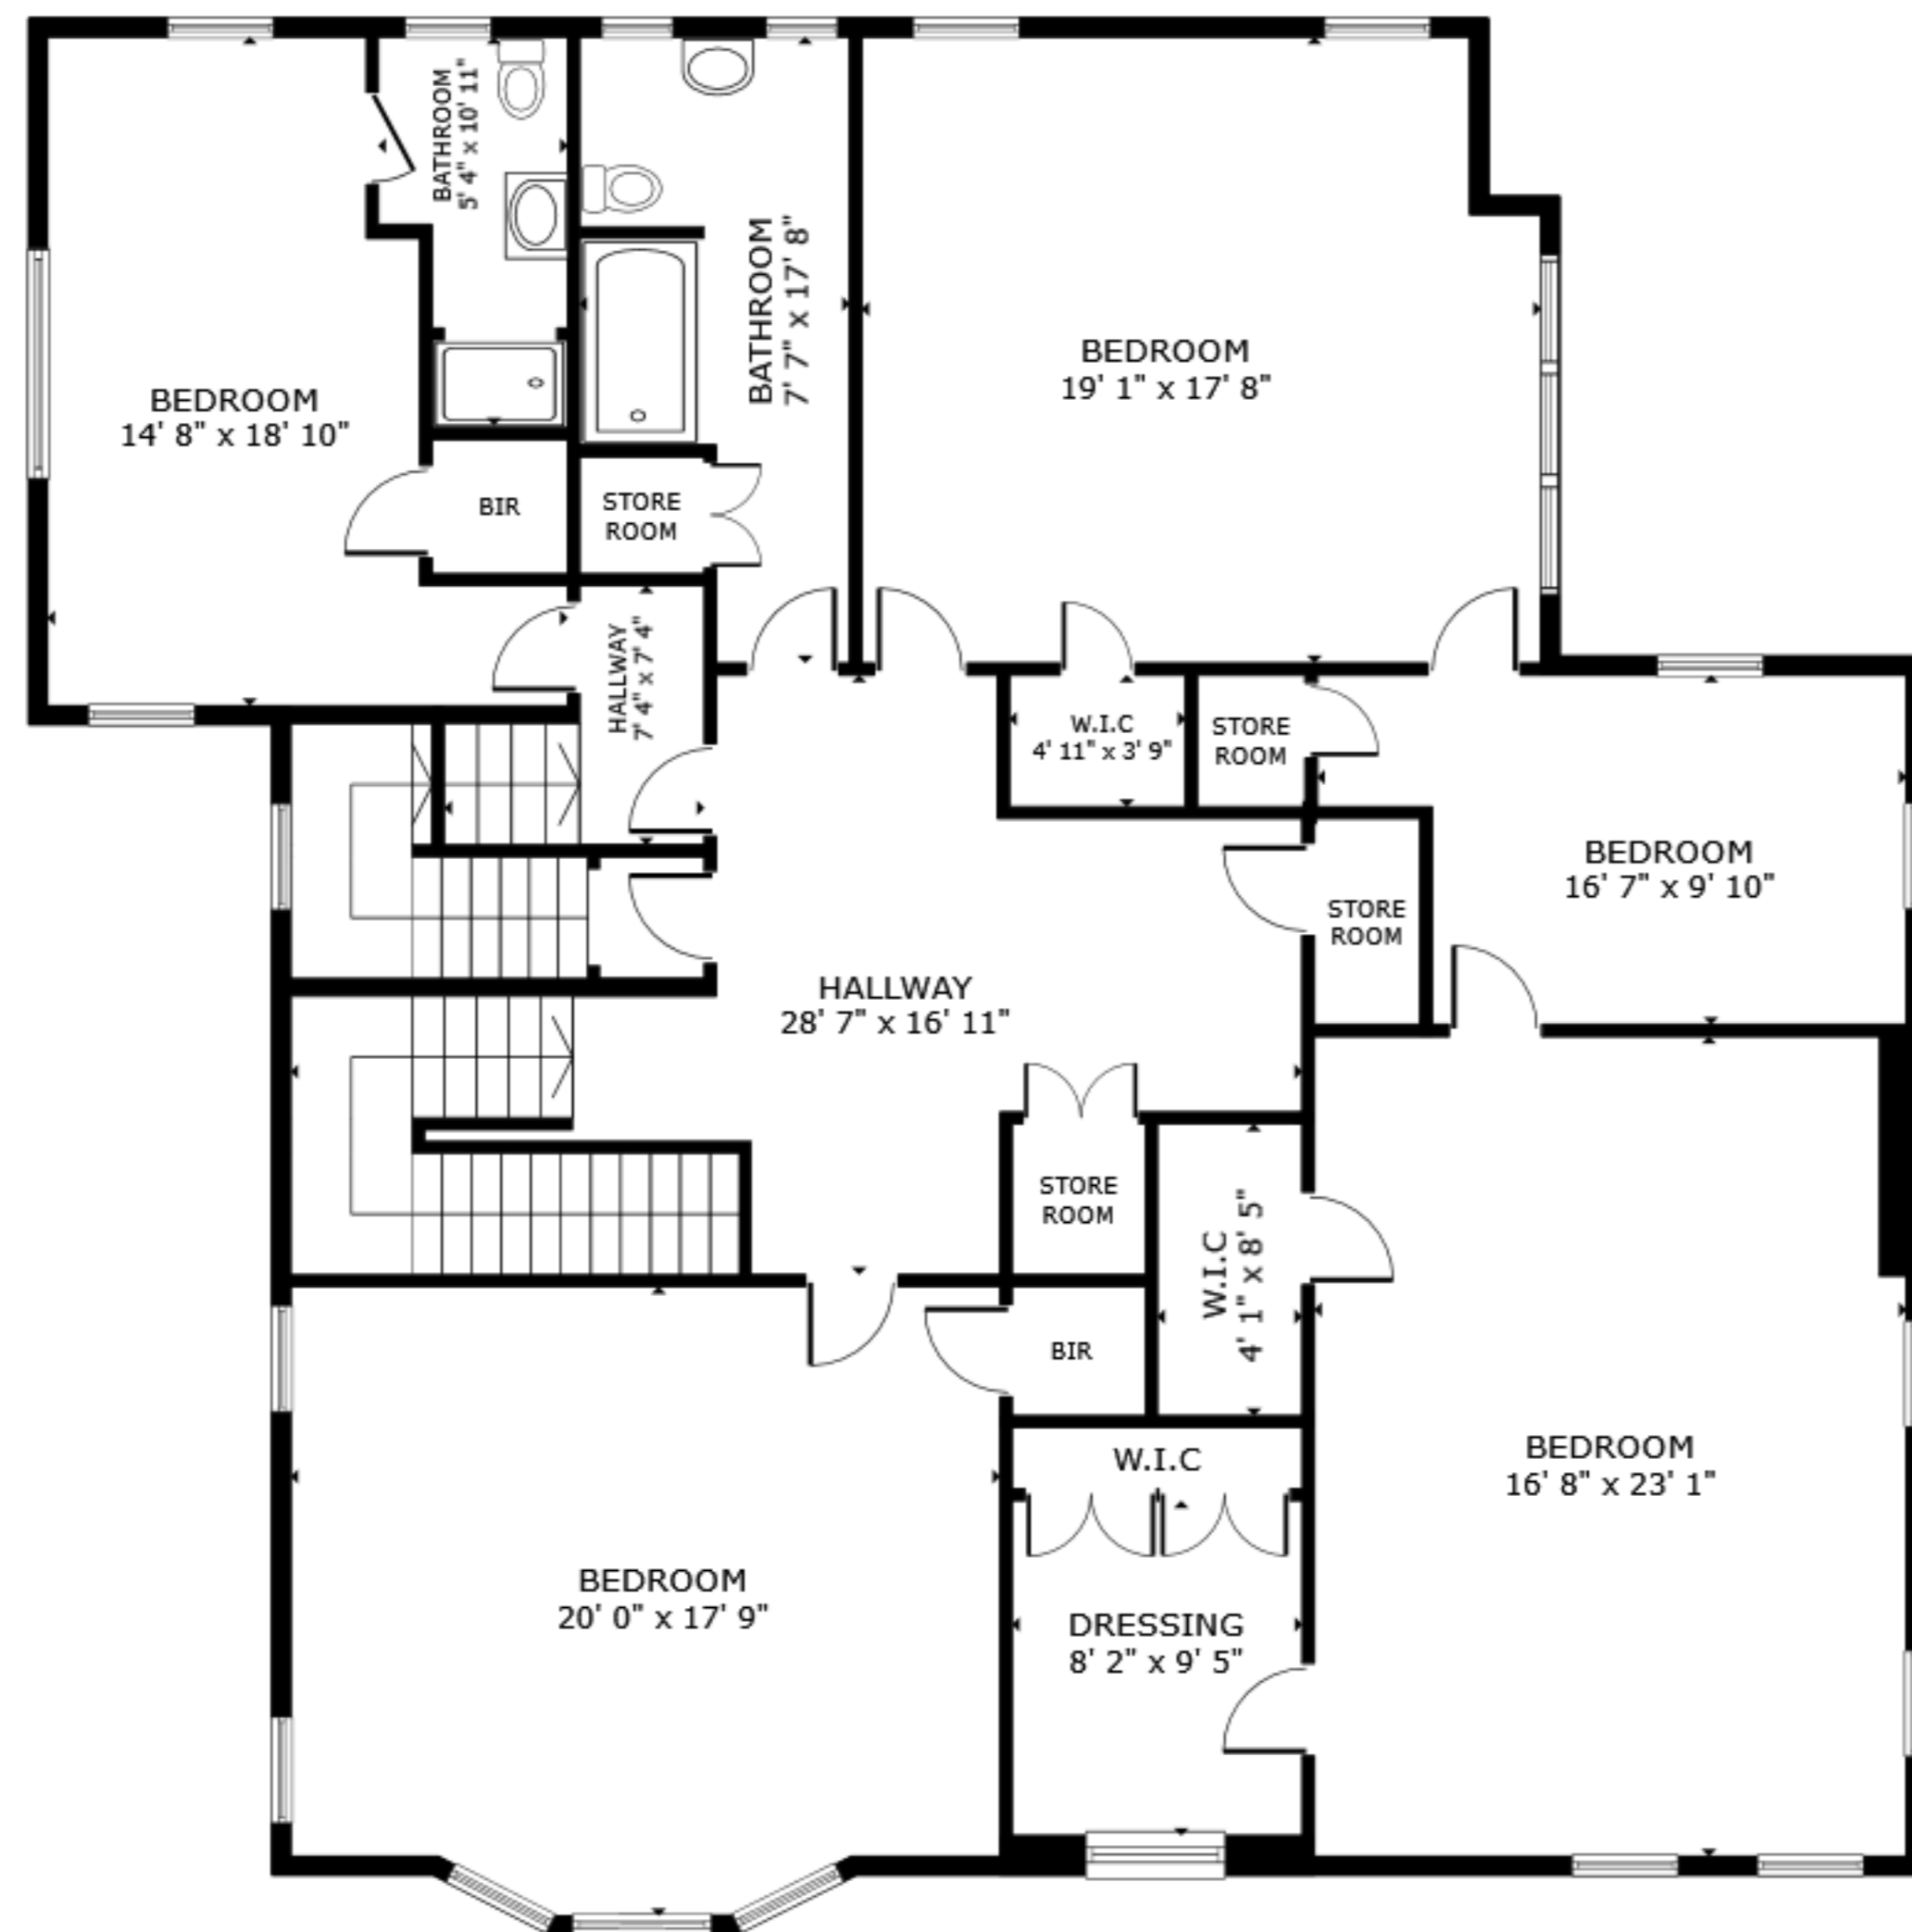 BATHROOM
5' 4" x 10' 11"
BATHROOM
7' 7" x 17' 8"
BEDROOM
19' 1" x 17' 8"
BEDROOM
14' 8" x 18' 10"
BIR
STORE
ROOM
HALLWAY
7' 4" x 7' 4"
W.I.C
4' 11" x 3' 9"
STORE
ROOM
BEDROOM
16' 7" x 9' 10"
STORE
ROOM
HALLWAY
28' 7" x 16' 11"
STORE
ROOM
W.I.C
4' 1" x 8' 5"
BIR
W.I.C
BEDROOM
16' 8" x 23' 1"
BEDROOM
20' 0" x 17' 9"
DRESSING
8' 2" x 9' 5"